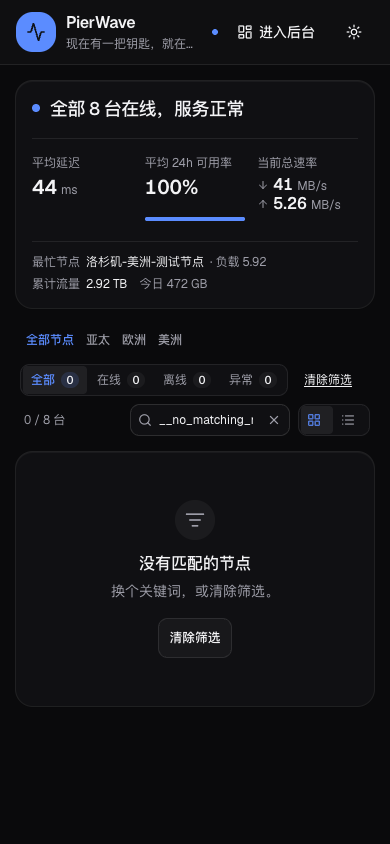 PierWave
现在有一把钥匙，就在…
进入后台
全部 8 台在线，服务正常
平均延迟
44 ms
平均 24h 可用率
100%
当前总速率
↓ 41 MB/s
↑ 5.26 MB/s
最忙节点 洛杉矶-美洲-测试节点 · 负载 5.92
累计流量 2.92 TB 今日 472 GB
全部节点 亚太 欧洲 美洲
全部 0 在线 0 离线 0 异常 0 清除筛选
0 / 8 台 __no_matching_
没有匹配的节点
换个关键词，或清除筛选。
清除筛选